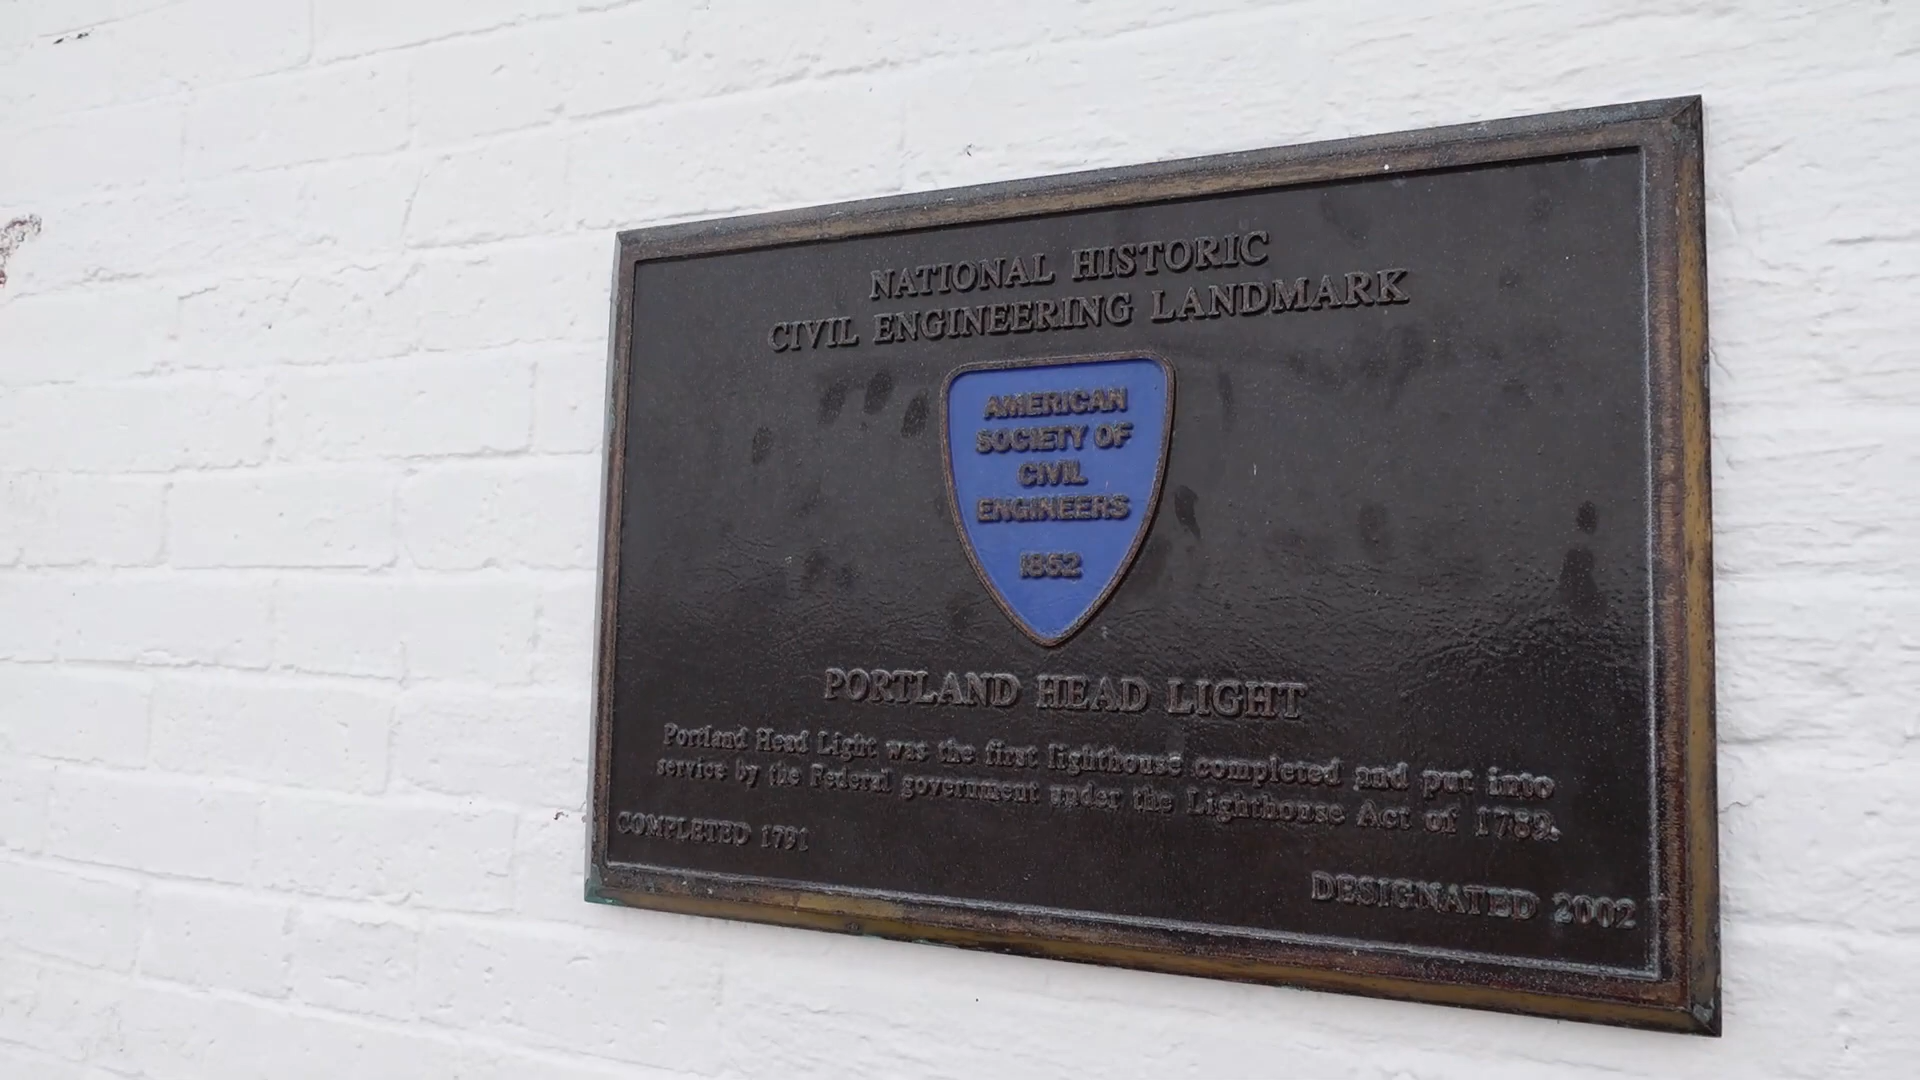 NATIONAL HISTORIC
CIVIL ENGINEERING LANDMARK
AMERICAN
SOCIETY OF
CIVIL
ENGINEERS
1852
PORTLAND HEAD LIGHT
Portland Head Light was the first lighthouse completed and put into
service by the Federal government under the Lighthouse Act of 1789.
COMPLETED 1791
DESIGNATED 2002